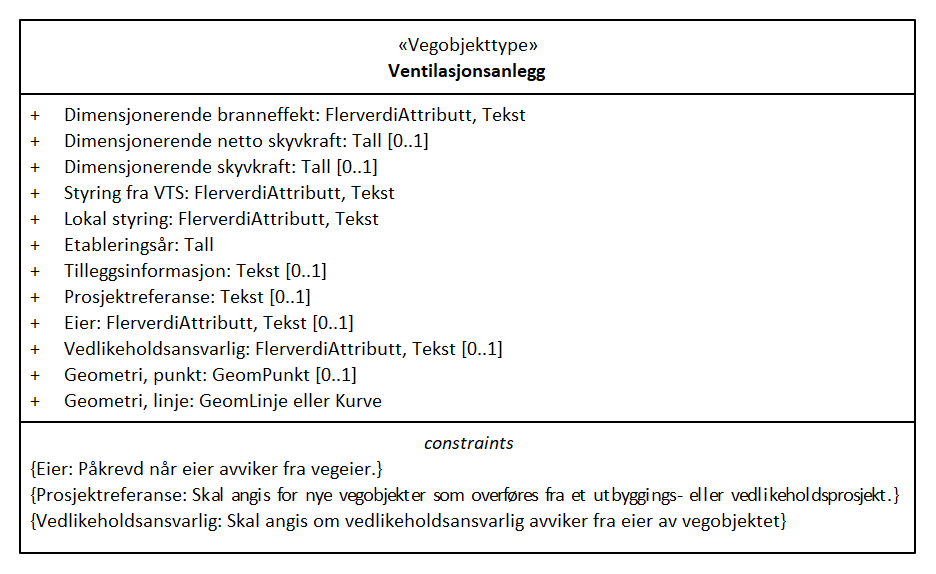 «Vegobjekttype»
Ventilasjonsanlegg
+ Dimensjonerende branneffekt: FlerverdiAttributt, Tekst
+ Dimensjonerende netto skyvkraft: Tall [0..1]
+ Dimensjonerende skyvkraft: Tall [0..1]
+ Styring fra VTS: FlerverdiAttributt, Tekst
+ Lokal styring: FlerverdiAttributt, Tekst
+ Etableringsår: Tall
+ Tilleggsinformasjon: Tekst [0..1]
+ Prosjektreferanse: Tekst [0..1]
+ Eier: FlerverdiAttributt, Tekst [0..1]
+ Vedlikeholdsansvarlig: FlerverdiAttributt, Tekst [0..1]
+ Geometri, punkt: GeomPunkt [0..1]
+ Geometri, linje: GeomLinje eller Kurve
constraints
{Eier: Påkrevd når eier avviker fra vegeier.}
{Prosjektreferanse: Skal angis for nye vegobjekter som overføres fra et utbyggings- eller vedlikeholdsprosjekt.}
{Vedlikeholdsansvarlig: Skal angis om vedlikeholdsansvarlig avviker fra eier av vegobjektet}